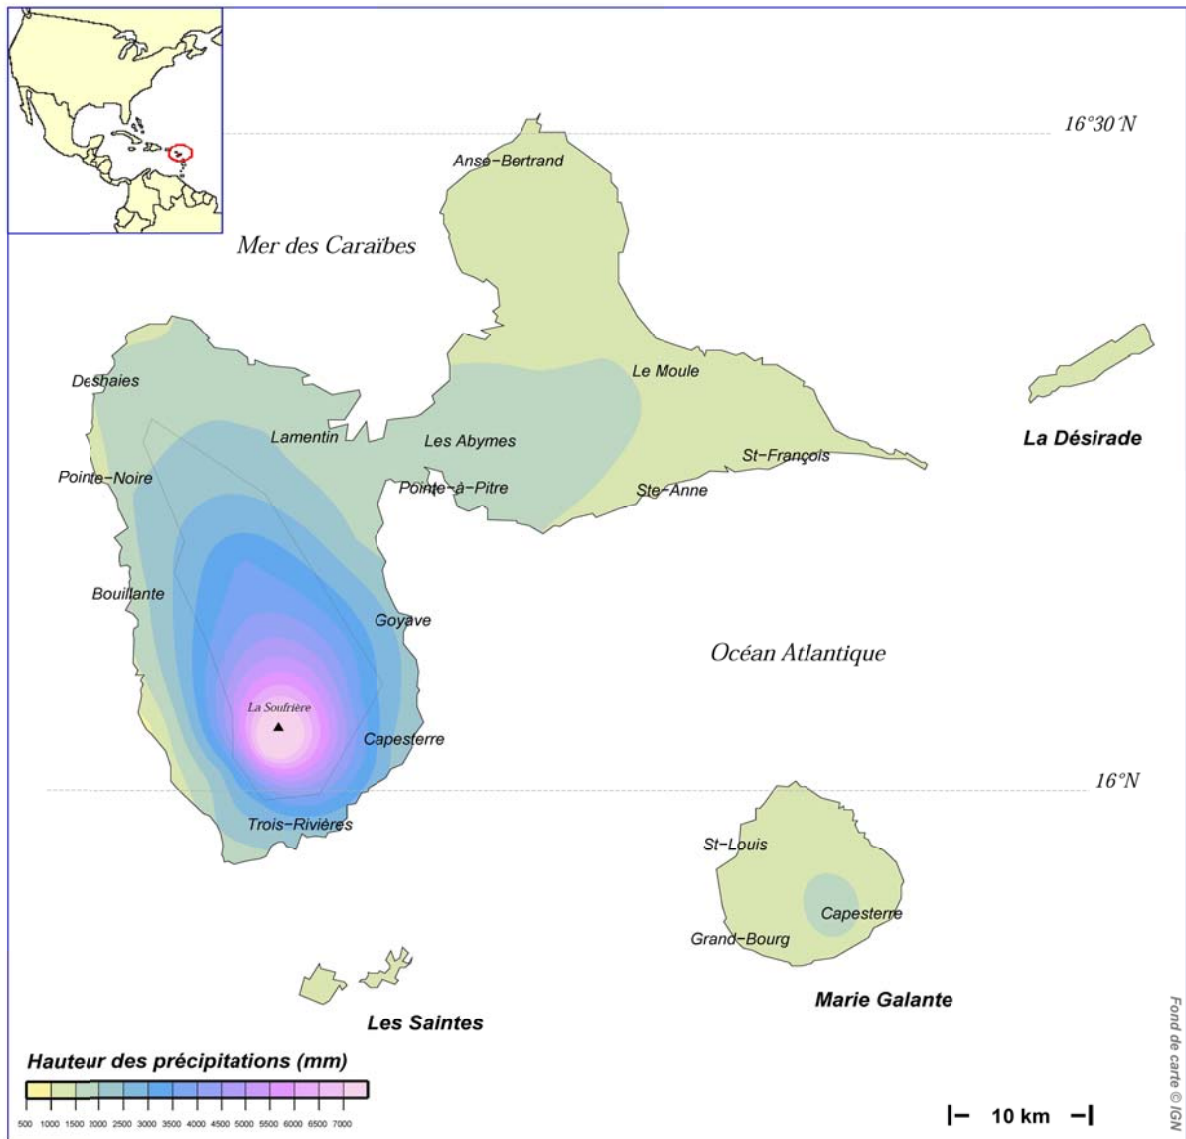 16°30´N
Anse-Bertrand
Mer des Caraïbes
Deshaies
Le Moule
Lamentin
Les Abymes
La Désirade
St-François
Pointe-Noire
Pointe-à-Pitre
Ste-Anne
Bouillante
Goyave
Océan Atlantique
La Soufrière
Capesterre
16°N
Trois-Rivières
St-Louis
Capesterre
Grand-Bourg
Marie Galante
Les Saintes
Hauteur des précipitations (mm)
500 1000 1500 2000 2500 3000 3500 4000 4500 5000 5500 6000 6500 7000
10 km
Fond de carte © IGN